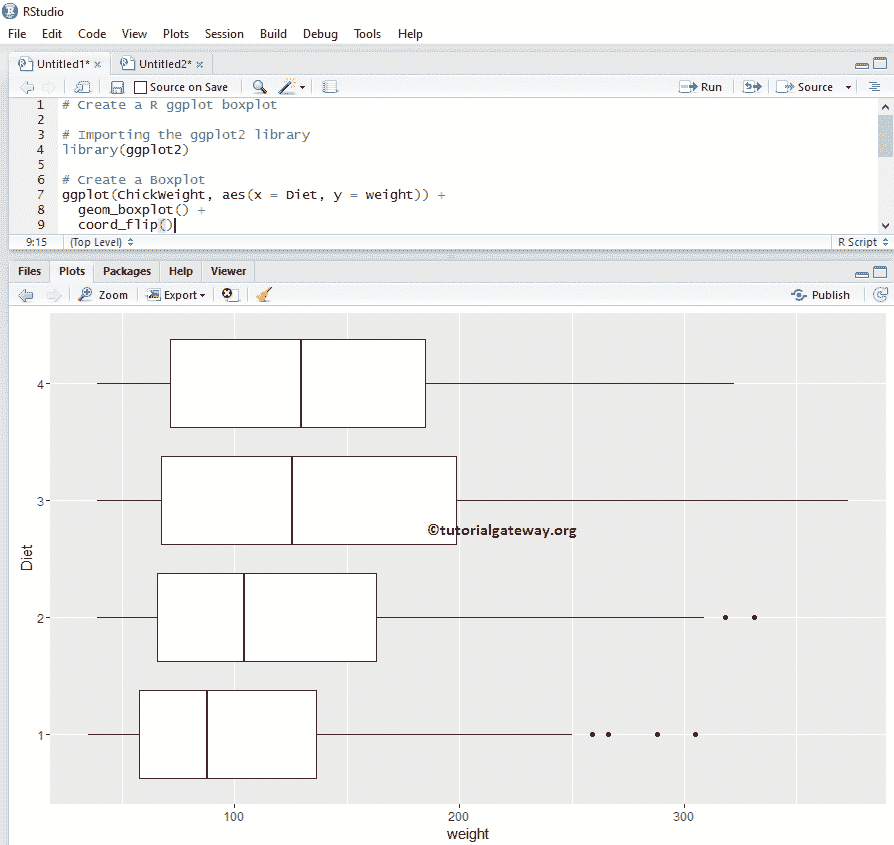 RStudio
File Edit Code View Plots Session Build Debug Tools Help
Untitled1* × Untitled2* ×
Source on Save Run Source
1 # Create a R ggplot boxplot
2
3 # Importing the ggplot2 library
4 library(ggplot2)
5
6 # Create a Boxplot
7 ggplot(ChickWeight, aes(x = Diet, y = weight)) +
8 geom_boxplot() +
9 coord_flip()
9:15 (Top Level) R Script
Files Plots Packages Help Viewer
Zoom Export Publish
4
3
©tutorialgateway.org
Diet
2
1
100 200 300
weight